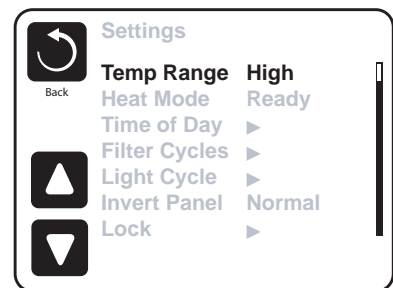 Settings
Back
Temp Range High
Heat Mode Ready
Time of Day ▶
Filter Cycles ▶
Light Cycle ▶
Invert Panel Normal
Lock ▶